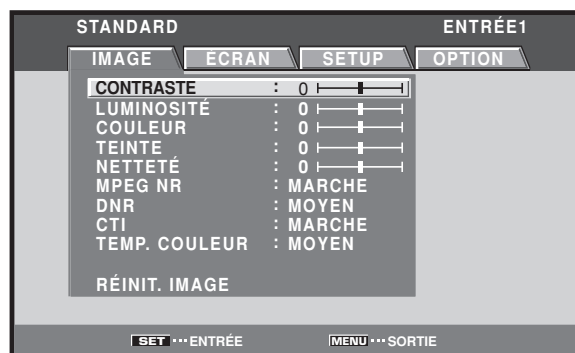 STANDARD ENTRÉE1
IMAGE ÉCRAN SETUP OPTION
CONTRASTE : 0
LUMINOSITÉ : 0
COULEUR : 0
TEINTE : 0
NETTETÉ : 0
MPEG NR : MARCHE
DNR : MOYEN
CTI : MARCHE
TEMP. COULEUR : MOYEN
RÉINIT. IMAGE
SET ··· ENTRÉE MENU ··· SORTIE